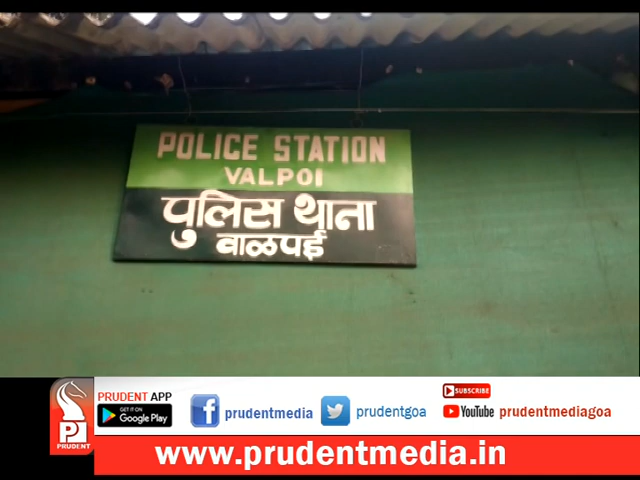 POLICE STATION
VALPOI
पुलिस थाना
वाळपई
PRUDENT APP
GET IT ON
Google Play
prudentmedia
prudentgoa
SUBSCRIBE
YouTube prudentmediagoa
PRUDENT
www.prudentmedia.in